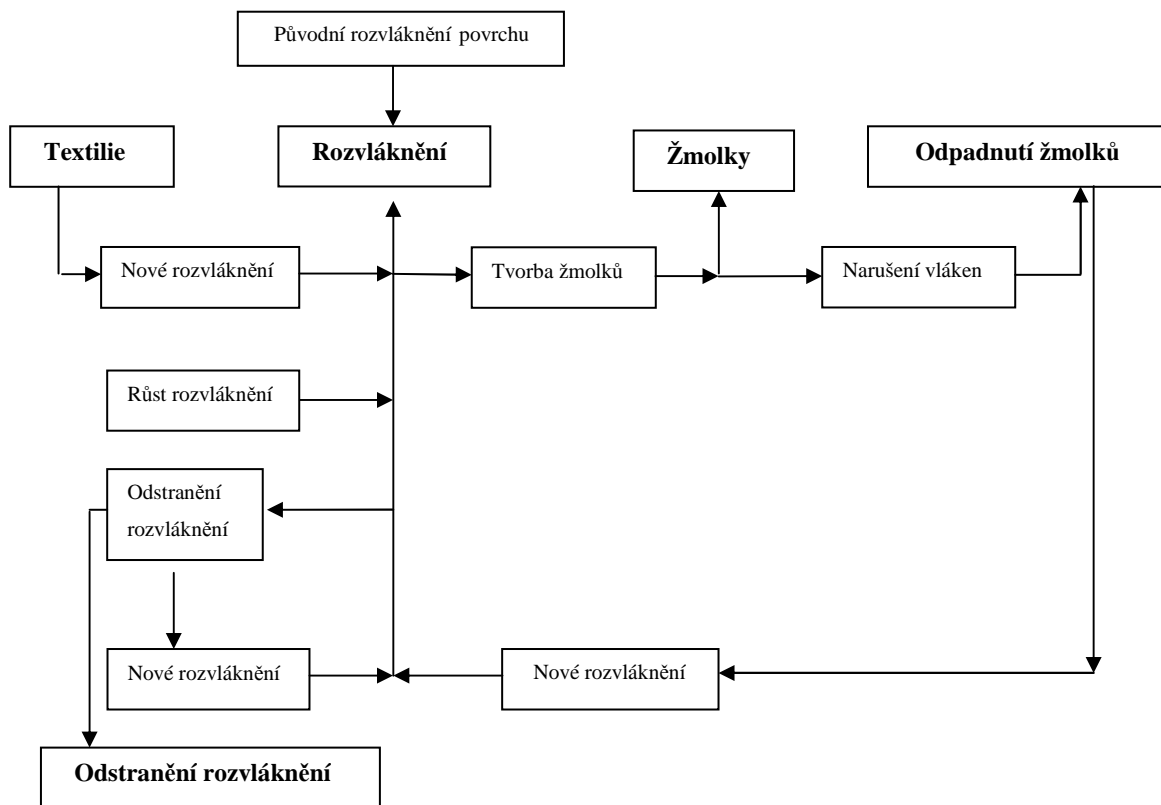 Původní rozvláknění povrchu
Textilie
Rozvláknění
Žmolky
Odpadnutí žmolků
Nové rozvláknění
Tvorba žmolků
Narušení vláken
Růst rozvláknění
Odstranění
rozvláknění
Nové rozvláknění
Nové rozvláknění
Odstranění rozvláknění